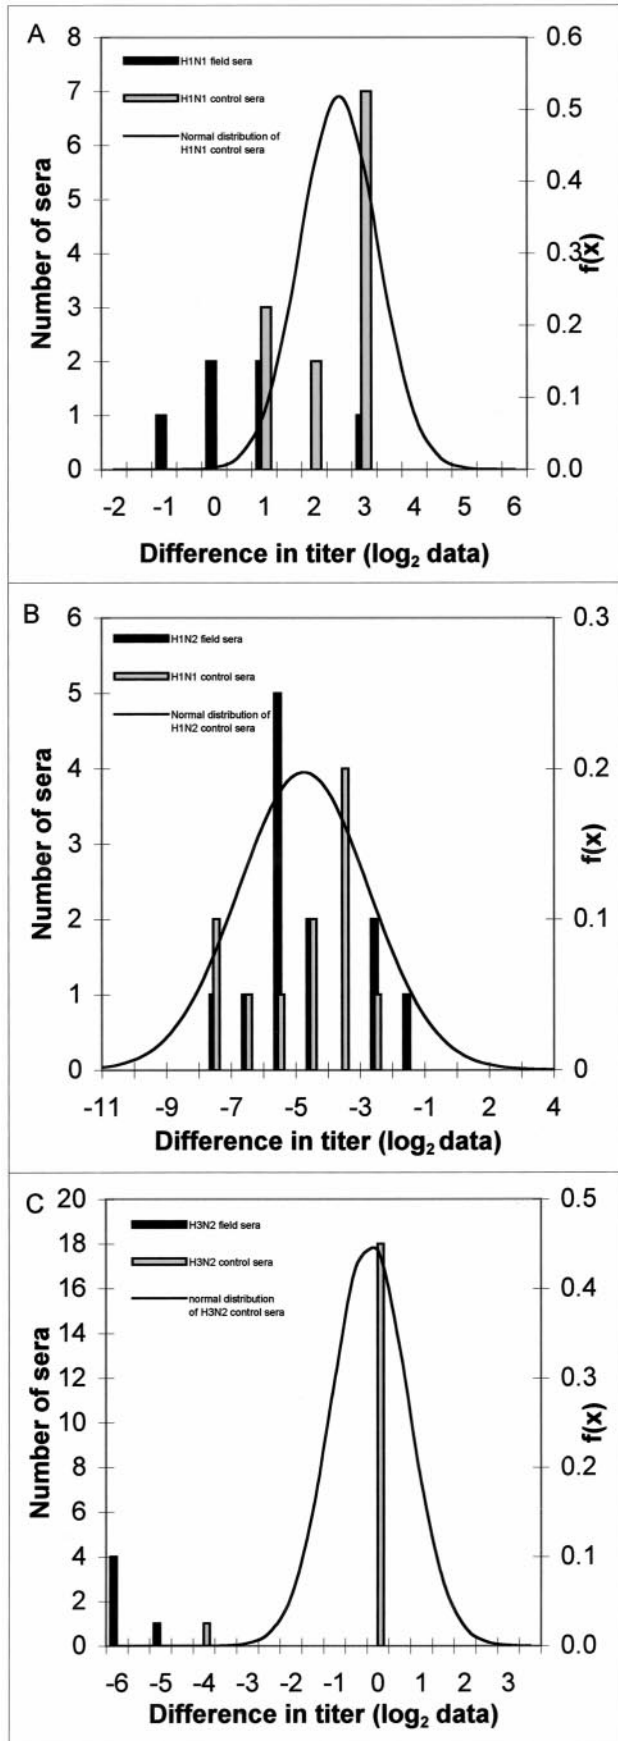 A
8
7
6
5
4
3
2
1
0
Number of sera
H1N1 field sera
H1N1 control sera
Normal distribution of
H1N1 control sera
0.6
0.5
0.4
0.3
0.2
0.1
0.0
f(x)
-2 -1 0 1 2 3 4 5 6
Difference in titer (log₂ data)
B
6
5
4
3
2
1
0
Number of sera
H1N2 field sera
H1N1 control sera
Normal distribution of
H1N2 control sera
0.3
0.2
0.1
0
f(x)
-11 -9 -7 -5 -3 -1 2 4
Difference in titer (log₂ data)
C
20
18
16
14
12
10
8
6
4
2
0
Number of sera
H3N2 field sera
H3N2 control sera
normal distribution
of H3N2 control sera
0.5
0.4
0.3
0.2
0.1
0.0
f(x)
-6 -5 -4 -3 -2 -1 0 1 2 3
Difference in titer (log₂ data)